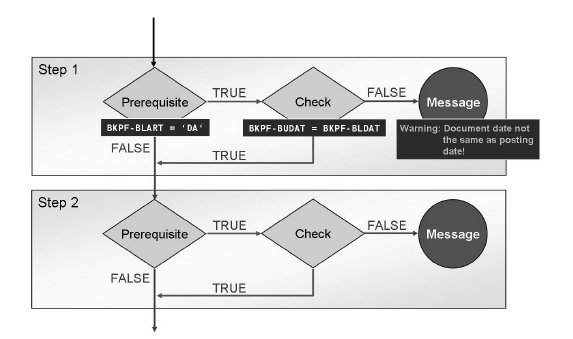 Step 1
Prerequisite
TRUE
Check
FALSE
Message
BKPF-BLART = 'DA'
BKPF-BUDAT = BKPF-BLDAT
Warning: Document date not
the same as posting
date!
FALSE
TRUE
Step 2
Prerequisite
TRUE
Check
FALSE
Message
FALSE
TRUE